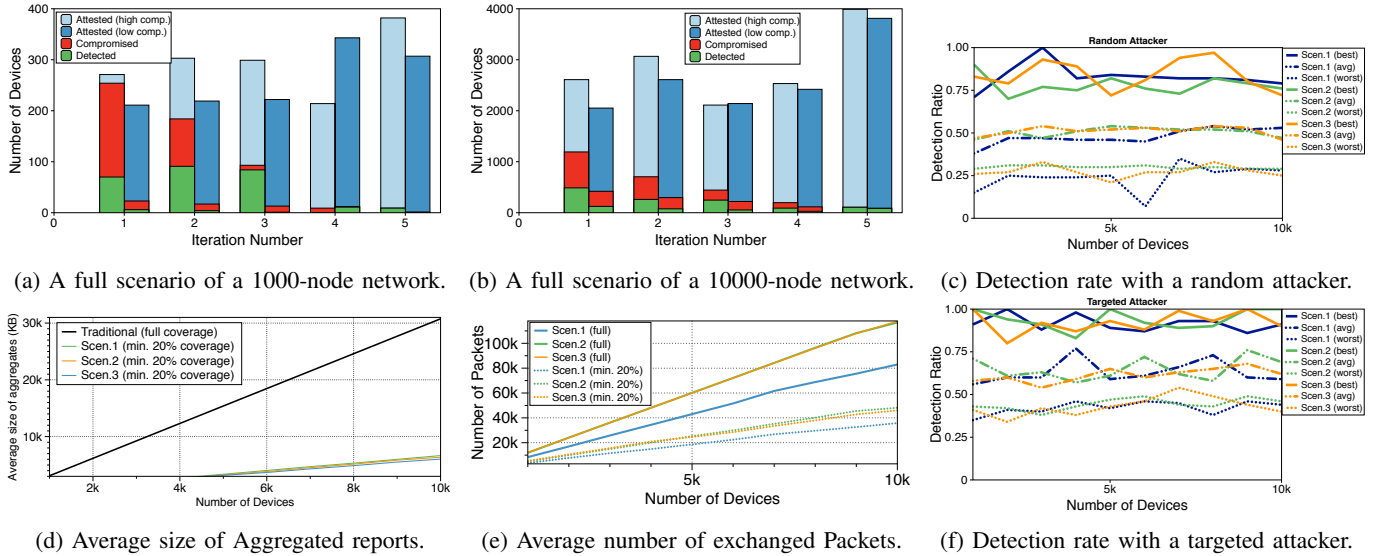 400
300
200
100
0
Number of Devices
Attested (high comp.)
Attested (low comp.)
Compromised
Detected
0 1 2 3 4 5
Iteration Number
(a) A full scenario of a 1000-node network.
4000
3000
2000
1000
0
Number of Devices
Attested (high comp.)
Attested (low comp.)
Compromised
Detected
0 1 2 3 4 5
Iteration Number
(b) A full scenario of a 10000-node network.
Random Attacker
1.00
0.75
0.50
0.25
0
Detection Ratio
5k 10k
Number of Devices
Scen.1 (best)
Scen.1 (avg)
Scen.1 (worst)
Scen.2 (best)
Scen.2 (avg)
Scen.2 (worst)
Scen.3 (best)
Scen.3 (avg)
Scen.3 (worst)
(c) Detection rate with a random attacker.
30k
20k
10k
Average size of aggregates (KB)
Traditional (full coverage)
Scen.1 (min. 20% coverage)
Scen.2 (min. 20% coverage)
Scen.3 (min. 20% coverage)
2k 4k 6k 8k 10k
Number of Devices
(d) Average size of Aggregated reports.
100k
80k
60k
40k
20k
Number of Packets
Scen.1 (full)
Scen.2 (full)
Scen.3 (full)
Scen.1 (min. 20%)
Scen.2 (min. 20%)
Scen.3 (min. 20%)
5k 10k
Number of Devices
(e) Average number of exchanged Packets.
Targeted Attacker
1.00
0.75
0.50
0.25
0
Detection Ratio
5k 10k
Number of Devices
Scen.1 (best)
Scen.1 (avg)
Scen.1 (worst)
Scen.2 (best)
Scen.2 (avg)
Scen.2 (worst)
Scen.3 (best)
Scen.3 (avg)
Scen.3 (worst)
(f) Detection rate with a targeted attacker.